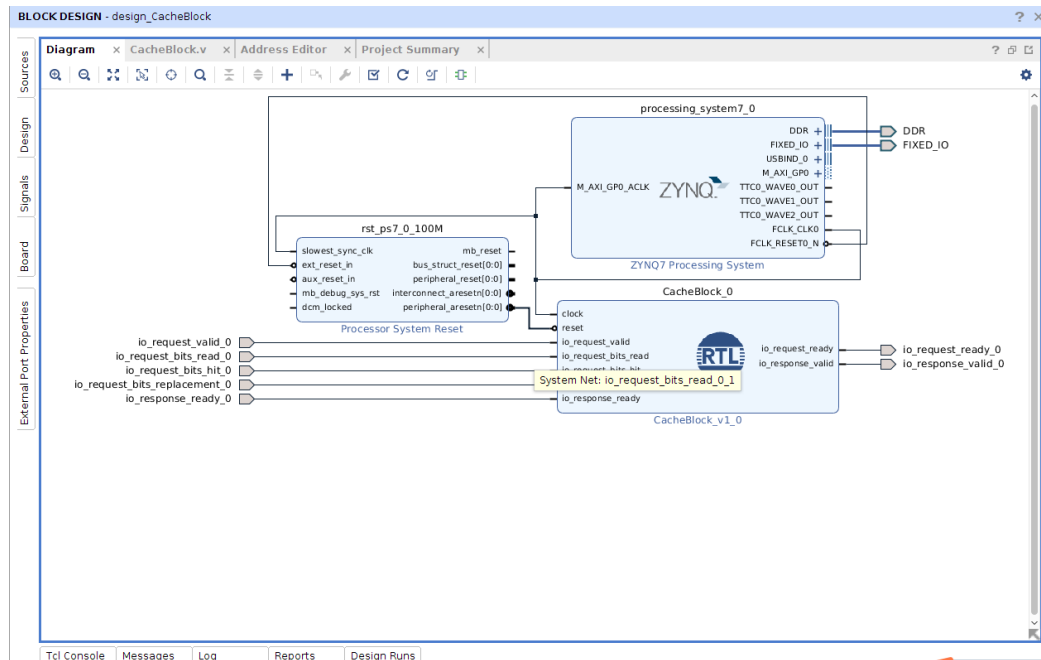 BLOCK DESIGN - design_CacheBlock ? ×
Sources
Design
Signals
Board
External Port Properties
Diagram × CacheBlock.v × Address Editor × Project Summary ×
processing_system7_0
DDR
FIXED_IO
USBIND_0
M_AXI_GP0
M_AXI_GP0_ACLK
ZYNQ
TTC0_WAVE0_OUT
TTC0_WAVE1_OUT
TTC0_WAVE2_OUT
FCLK_CLK0
FCLK_RESET0_N
ZYNQ7 Processing System
DDR
FIXED_IO
rst_ps7_0_100M
slowest_sync_clk mb_reset
ext_reset_in bus_struct_reset[0:0]
aux_reset_in peripheral_reset[0:0]
mb_debug_sys_rst interconnect_aresetn[0:0]
dcm_locked peripheral_aresetn[0:0]
Processor System Reset
io_request_valid_0
io_request_bits_read_0
io_request_bits_hit_0
io_request_bits_replacement_0
io_response_ready_0
CacheBlock_0
clock
reset
io_request_valid
io_request_bits_read
io_request_bits_hit
System Net: io_request_bits_read_0_1
io_response_ready
RTL
io_request_ready
io_response_valid
CacheBlock_v1_0
io_request_ready_0
io_response_valid_0
Tcl Console Messages Log Reports Design Runs